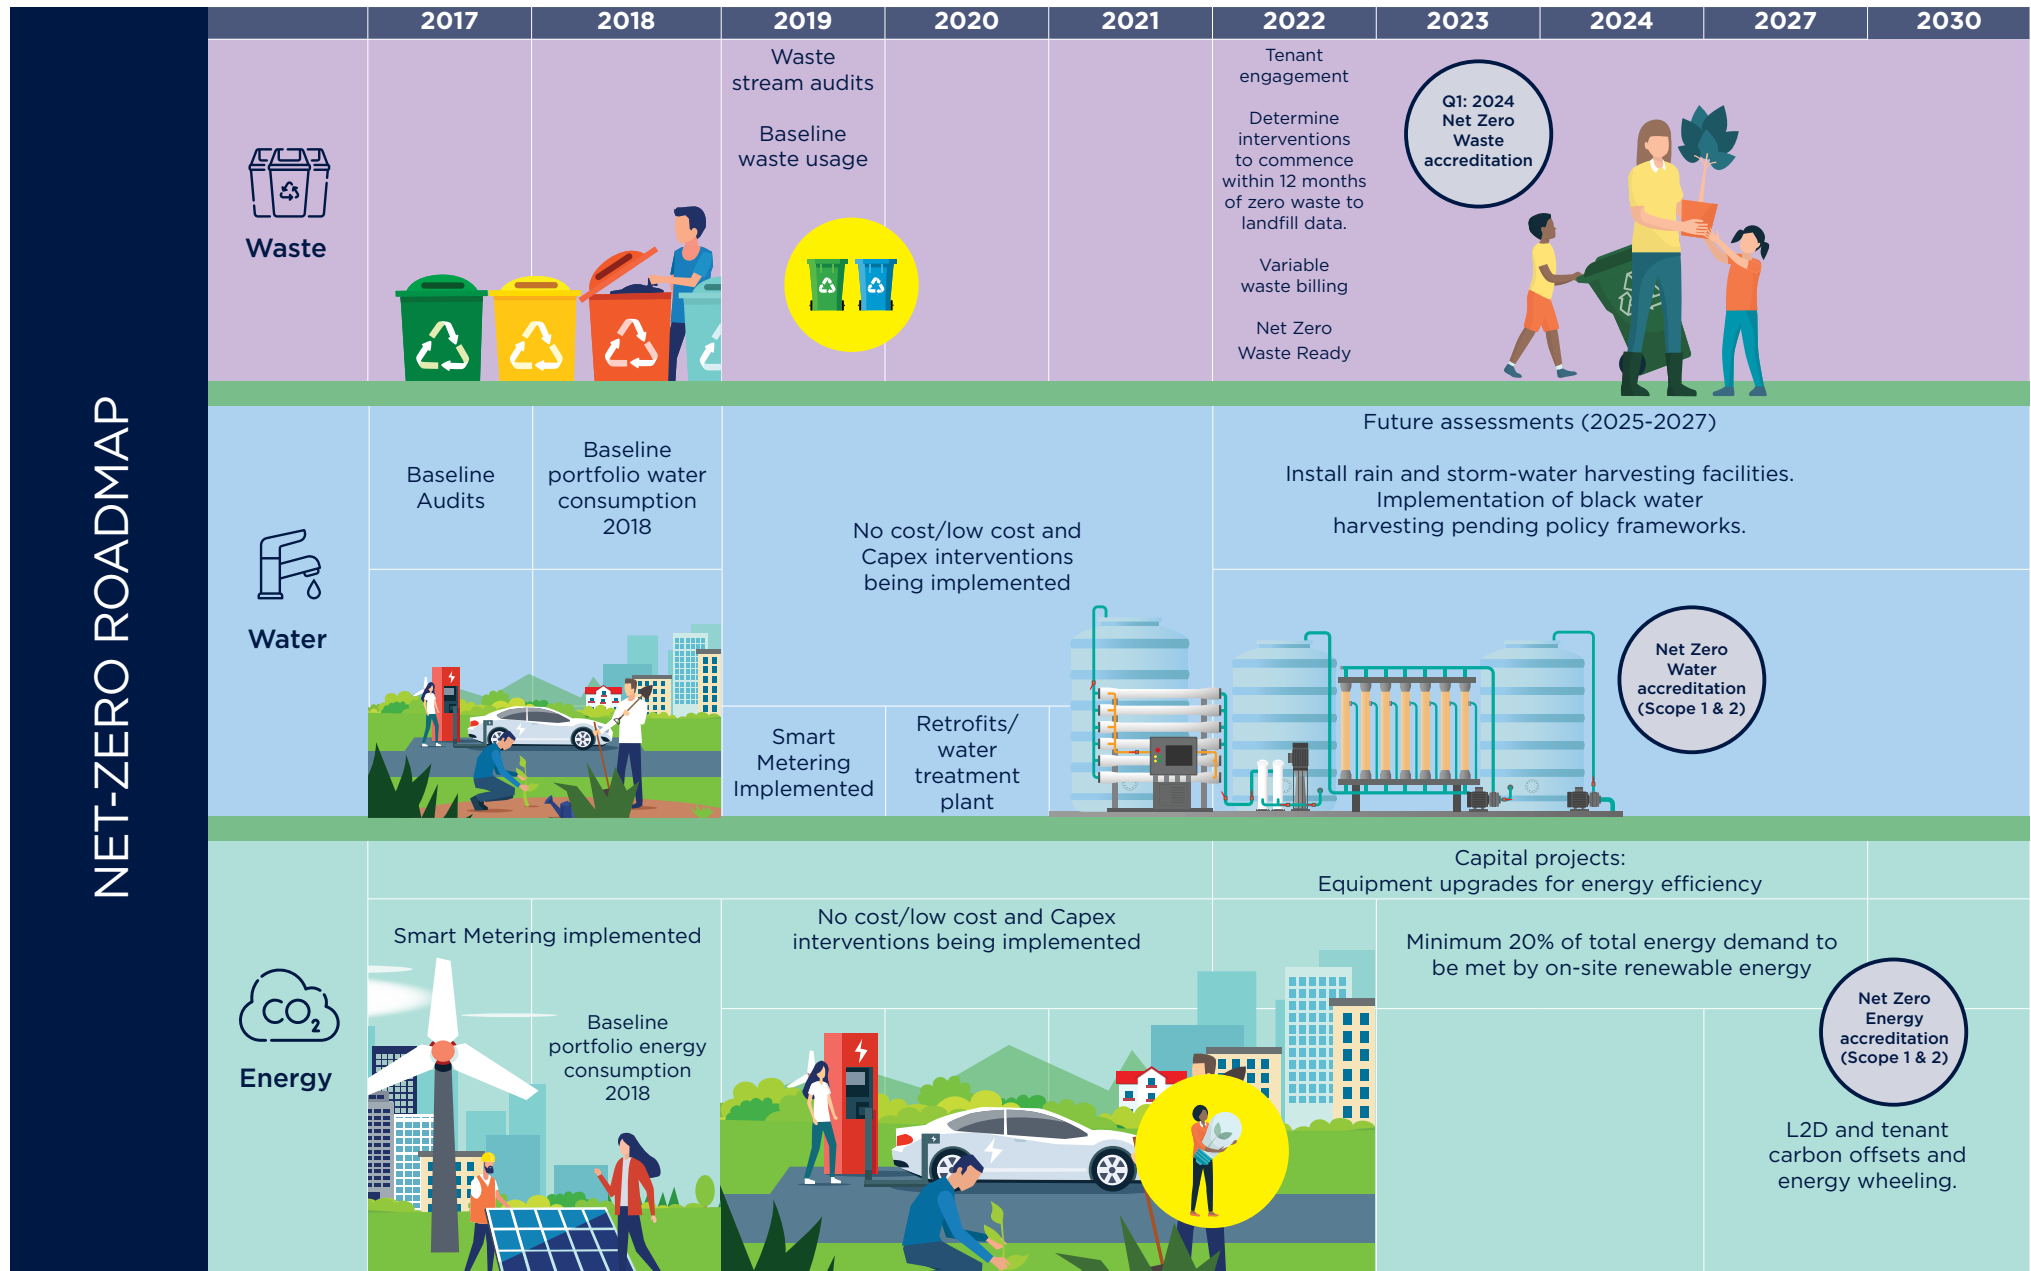 NET-ZERO ROADMAP
2017
2018
2019
2020
2021
2022
2023
2024
2027
2030
Waste
Waste
stream audits
Baseline
waste usage
Tenant
engagement
Determine
interventions
to commence
within 12 months
of zero waste to
landfill data.
Variable
waste billing
Net Zero
Waste Ready
Q1: 2024
Net Zero
Waste
accreditation
Water
Baseline
Audits
Baseline
portfolio water
consumption
2018
No cost/low cost and
Capex interventions
being implemented
Smart
Metering
Implemented
Retrofits/
water
treatment
plant
Future assessments (2025-2027)
Install rain and storm-water harvesting facilities.
Implementation of black water
harvesting pending policy frameworks.
Net Zero
Water
accreditation
(Scope 1 & 2)
Energy
CO2
Smart Metering implemented
Baseline
portfolio energy
consumption
2018
No cost/low cost and Capex
interventions being implemented
Capital projects:
Equipment upgrades for energy efficiency
Minimum 20% of total energy demand to
be met by on-site renewable energy
Net Zero
Energy
accreditation
(Scope 1 & 2)
L2D and tenant
carbon offsets and
energy wheeling.